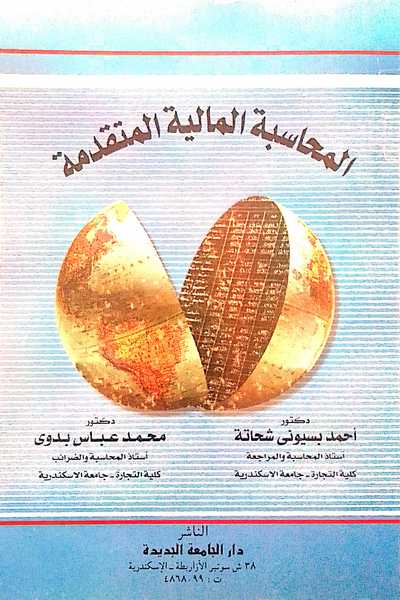 المحاسبة المالية المتقدمة
دكتور
أحمد بسيونى شحاتة
أستاذ المحاسبة والمراجعة
كلية التجارة - جامعة الاسكندرية
دكتور
محمد عباس بدوى
أستاذ المحاسبة والضرائب
كلية التجارة - جامعة الاسكندرية
الناشر
دار الجامعة الجديدة
٣٨ ش سوتير الأزاريطة - الإسكندرية
ت : ٤٨٦٨٠٩٩